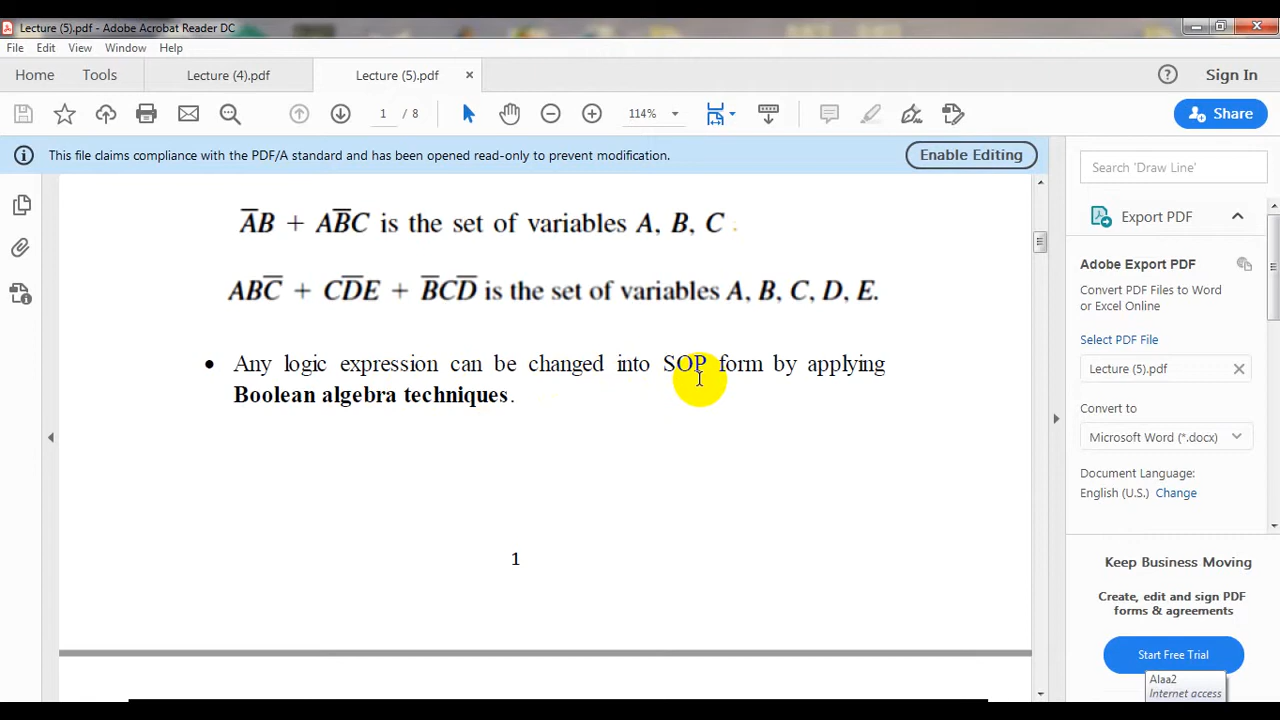 Lecture (5).pdf - Adobe Acrobat Reader DC
File Edit View Window Help
Home Tools Lecture (4).pdf Lecture (5).pdf × Sign In
1 / 8 114% Share
This file claims compliance with the PDF/A standard and has been opened read-only to prevent modification. Enable Editing
A̅B + AB̅C is the set of variables A, B, C
ABC̅ + CD̅E + B̅CD̅ is the set of variables A, B, C, D, E.
• Any logic expression can be changed into SOP form by applying
Boolean algebra techniques.
1
Search 'Draw Line'
Export PDF
Adobe Export PDF
Convert PDF Files to Word
or Excel Online
Select PDF File
Lecture (5).pdf
Convert to
Microsoft Word (*.docx)
Document Language:
English (U.S.) Change
Keep Business Moving
Create, edit and sign PDF
forms & agreements
Start Free Trial
Alaa2
Internet access